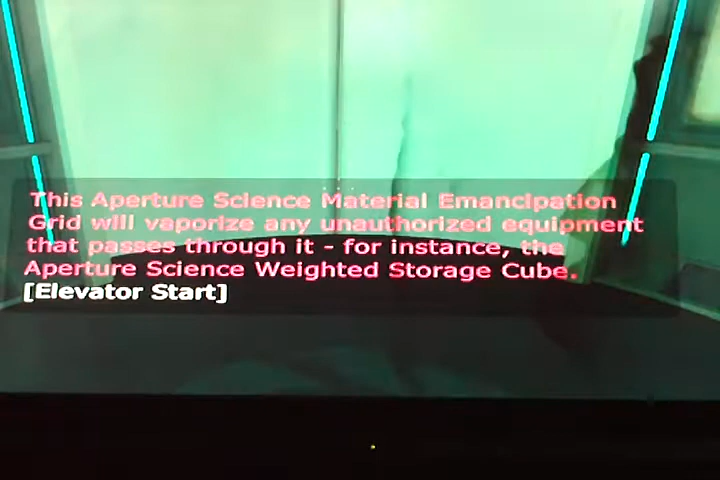 This Aperture Science Material Emancipation
Grid will vaporize any unauthorized equipment
that passes through it - for instance, the
Aperture Science Weighted Storage Cube.
[Elevator Start]